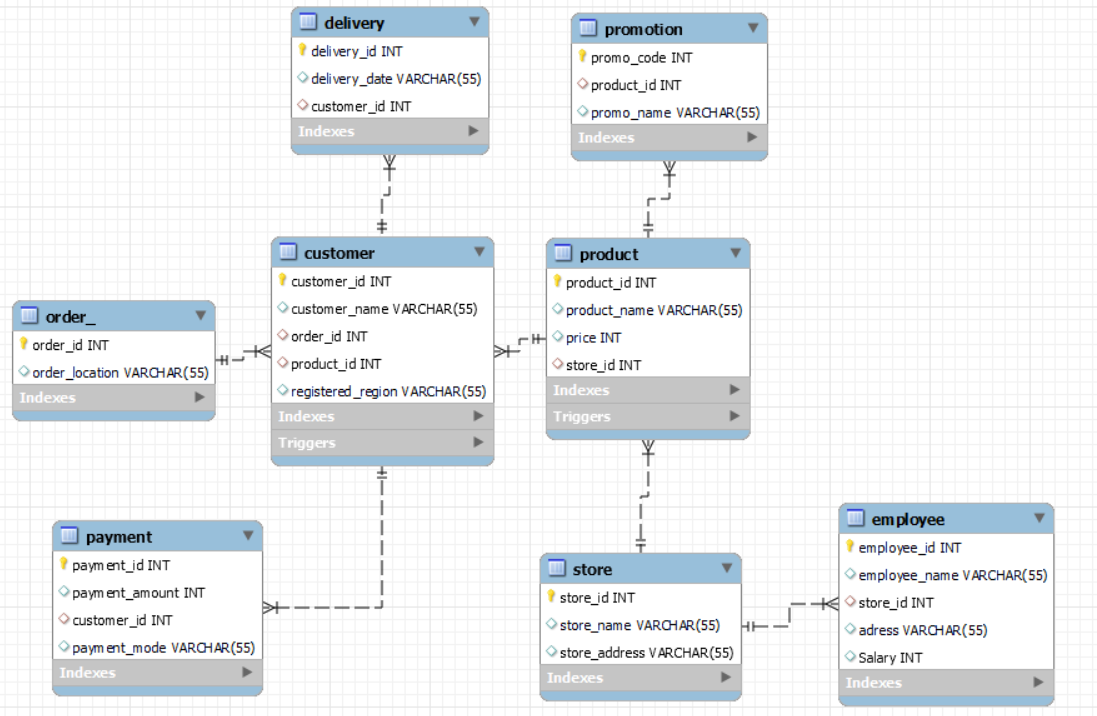 delivery
delivery_id INT
delivery_date VARCHAR(55)
customer_id INT
Indexes
promotion
promo_code INT
product_id INT
promo_name VARCHAR(55)
Indexes
customer
customer_id INT
customer_name VARCHAR(55)
order_id INT
product_id INT
registered_region VARCHAR(55)
Indexes
Triggers
product
product_id INT
product_name VARCHAR(55)
price INT
store_id INT
Indexes
Triggers
order_
order_id INT
order_location VARCHAR(55)
Indexes
payment
payment_id INT
payment_amount INT
customer_id INT
payment_mode VARCHAR(55)
Indexes
store
store_id INT
store_name VARCHAR(55)
store_address VARCHAR(55)
Indexes
employee
employee_id INT
employee_name VARCHAR(55)
store_id INT
adress VARCHAR(55)
Salary INT
Indexes